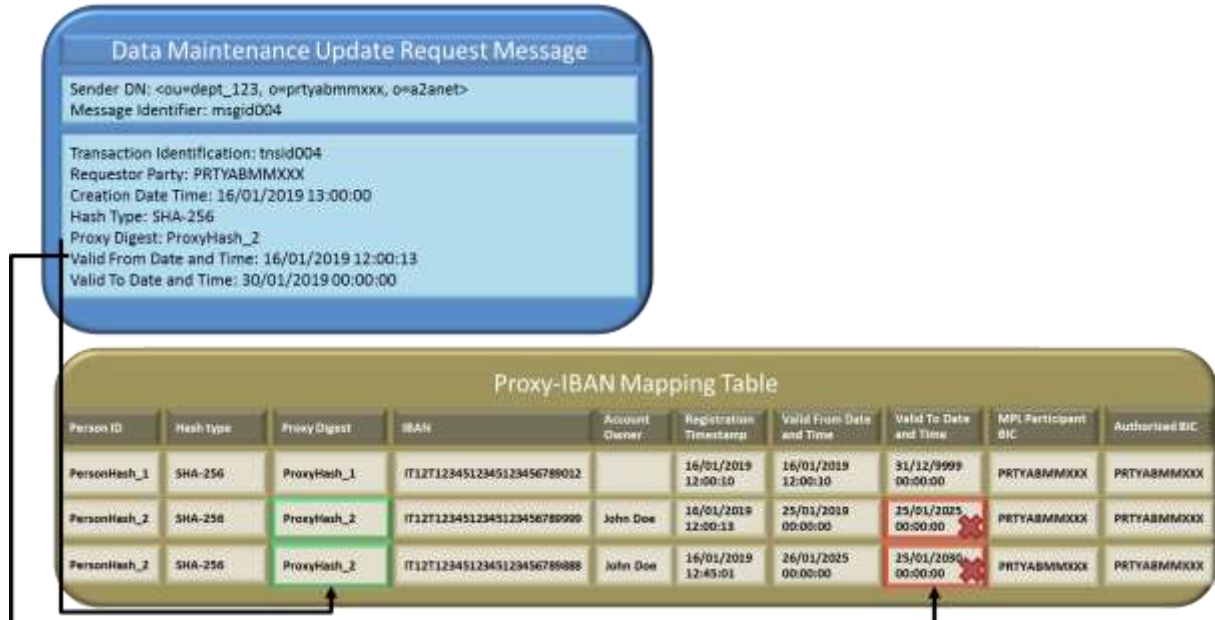 Data Maintenance Update Request Message
Sender DN: <ou=dept_123, o=prtyabmmxxx, o=a2anet>
Message Identifier: msgid004
Transaction Identification: tnsid004
Requestor Party: PRTYABMMXXX
Creation Date Time: 16/01/2019 13:00:00
Hash Type: SHA-256
Proxy Digest: ProxyHash_2
Valid From Date and Time: 16/01/2019 12:00:13
Valid To Date and Time: 30/01/2019 00:00:00
Proxy-IBAN Mapping Table
Person ID Hash type Proxy Digest IBAN Account Owner Registration Timestamp Valid From Date and Time Valid To Date and Time MPL Participant BIC Authorised BIC
PersonHash_1 SHA-256 ProxyHash_1 IT12T1234512345123456789012 16/01/2019 12:00:10 16/01/2019 12:00:10 31/12/9999 00:00:00 PRTYABMMXXX PRTYABMMXXX
PersonHash_2 SHA-256 ProxyHash_2 IT12T1234512345123456789999 John Doe 16/01/2019 12:00:13 25/01/2019 00:00:00 25/01/2025 00:00:00 PRTYABMMXXX PRTYABMMXXX
PersonHash_2 SHA-256 ProxyHash_2 IT12T1234512345123456789888 John Doe 16/01/2019 12:45:01 26/01/2025 00:00:00 25/01/2030 00:00:00 PRTYABMMXXX PRTYABMMXXX